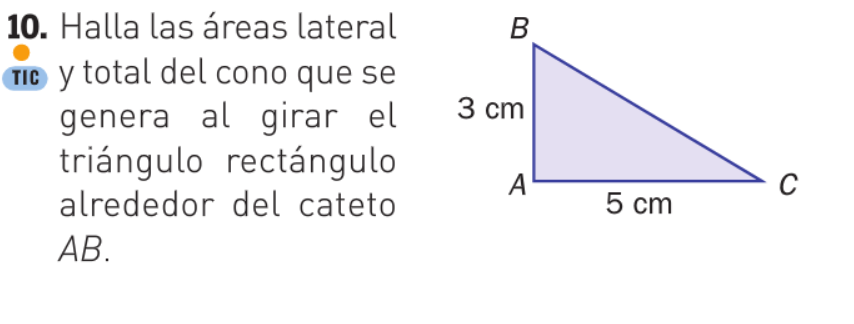 10. Halla las áreas lateral
TIC y total del cono que se
genera al girar el
triángulo rectángulo
alrededor del cateto
AB.
B
3 cm
A
5 cm
C